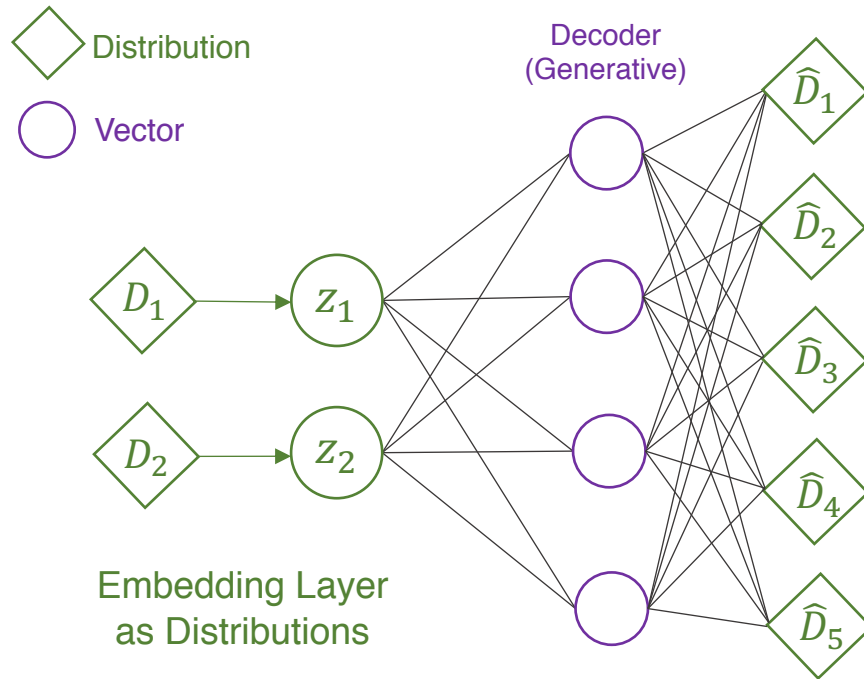 Distribution
Vector
Decoder
(Generative)
D̂₁
D̂₂
D₁
z₁
D̂₃
D₂
z₂
D̂₄
Embedding Layer
as Distributions
D̂₅